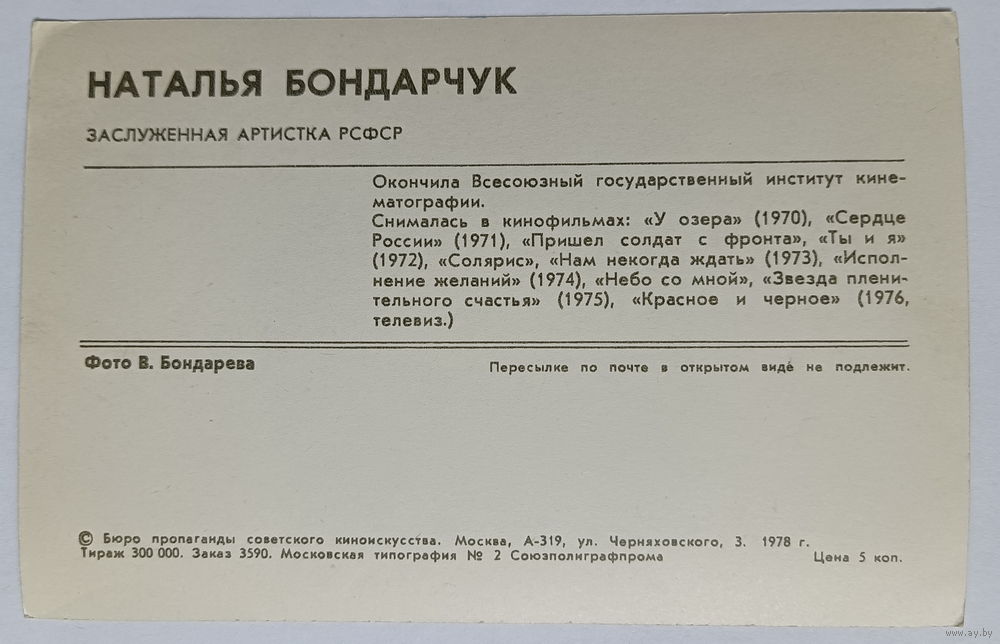 НАТАЛЬЯ БОНДАРЧУК
ЗАСЛУЖЕННАЯ АРТИСТКА РСФСР
Окончила Всесоюзный государственный институт кине-
матографии.
Снималась в кинофильмах: «У озера» (1970), «Сердце
России» (1971), «Пришел солдат с фронта», «Ты и я»
(1972), «Солярис», «Нам некогда ждать» (1973), «Испол-
нение желаний» (1974), «Небо со мной», «Звезда плени-
тельного счастья» (1975), «Красное и черное» (1976,
телевиз.)
Фото В. Бондарева
Пересылке по почте в открытом виде не подлежит.
© Бюро пропаганды советского киноискусства. Москва, А-319, ул. Черняховского, 3. 1978 г.
Тираж 300 000. Заказ 3590. Московская типография № 2 Союзполиграфпрома
Цена 5 коп.
www.ay.by